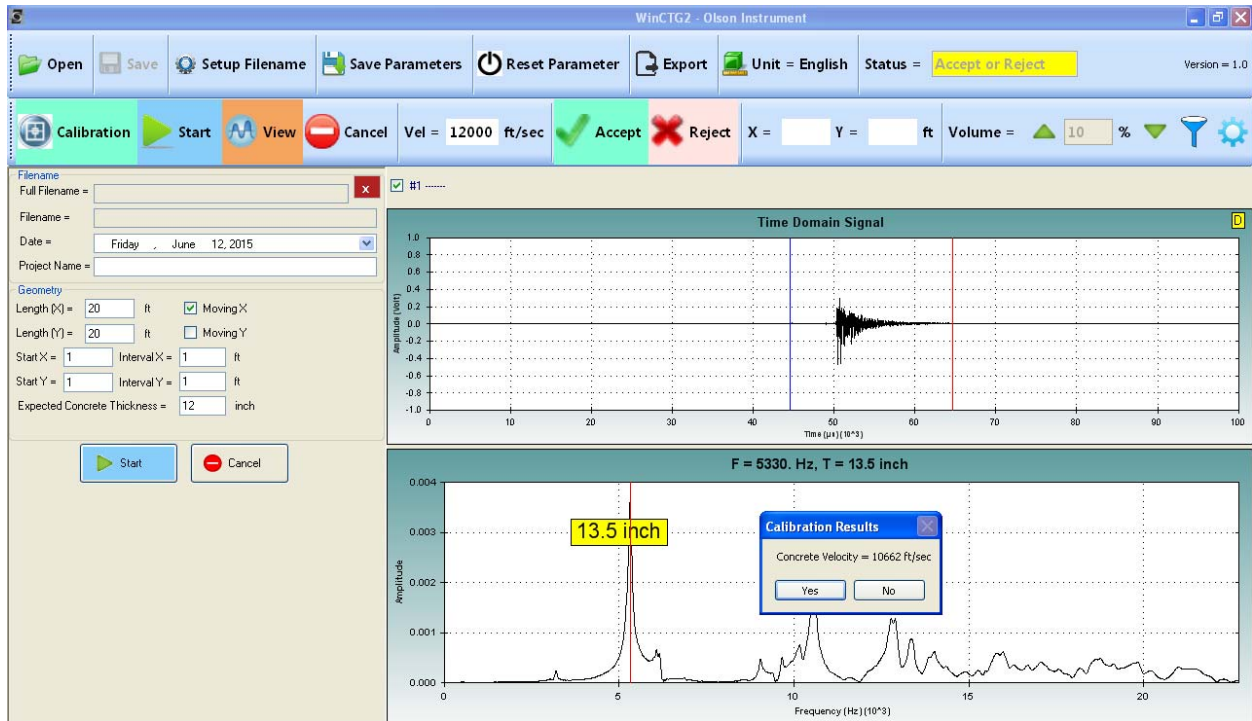 WinCTG2 - Olson Instrument
Open Save Setup Filename Save Parameters Reset Parameter Export Unit = English Status = Accept or Reject Version = 1.0
Calibration Start View Cancel Vel = 12000 ft/sec Accept Reject X = Y = ft Volume = 10 %
Filename
Full Filename = x
Filename =
Date = Friday , June 12, 2015
Project Name =
Geometry
Length (X) = 20 ft Moving X
Length (Y) = 20 ft Moving Y
Start X = 1 Interval X = 1 ft
Start Y = 1 Interval Y = 1 ft
Expected Concrete Thickness = 12 inch
Start Cancel
#1 ------
Time Domain Signal D
Amplitude (Volt)
1.0
0.8
0.6
0.4
0.2
0.0
-0.2
-0.4
-0.6
-0.8
-1.0
0 10 20 30 40 50 60 70 80 90 100
Time (µs) (10^3)
F = 5330. Hz, T = 13.5 inch
13.5 inch
Amplitude
0.004
0.003
0.002
0.001
0.000
0 5 10 15 20
Frequency (Hz) (10^3)
Calibration Results
Concrete Velocity = 10662 ft/sec
Yes No